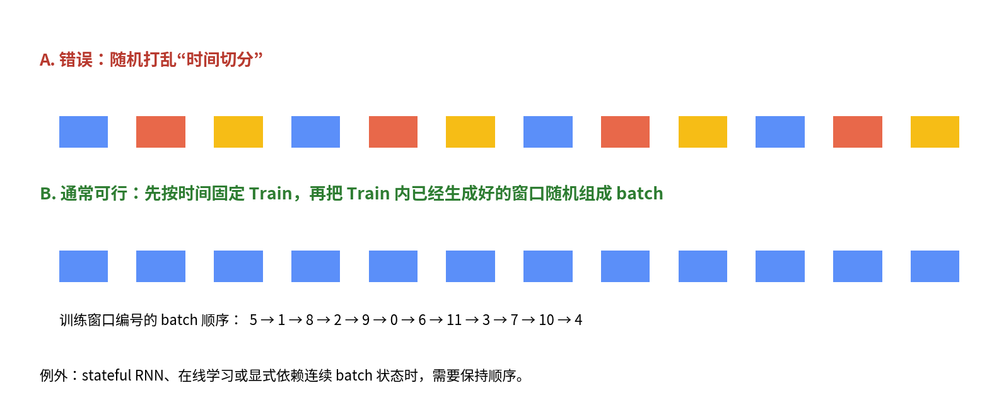 A. 错误：随机打乱“时间切分”
B. 通常可行：先按时间固定 Train，再把 Train 内已经生成好的窗口随机组成 batch
训练窗口编号的 batch 顺序： 5 → 1 → 8 → 2 → 9 → 0 → 6 → 11 → 3 → 7 → 10 → 4
例外：stateful RNN、在线学习或显式依赖连续 batch 状态时，需要保持顺序。